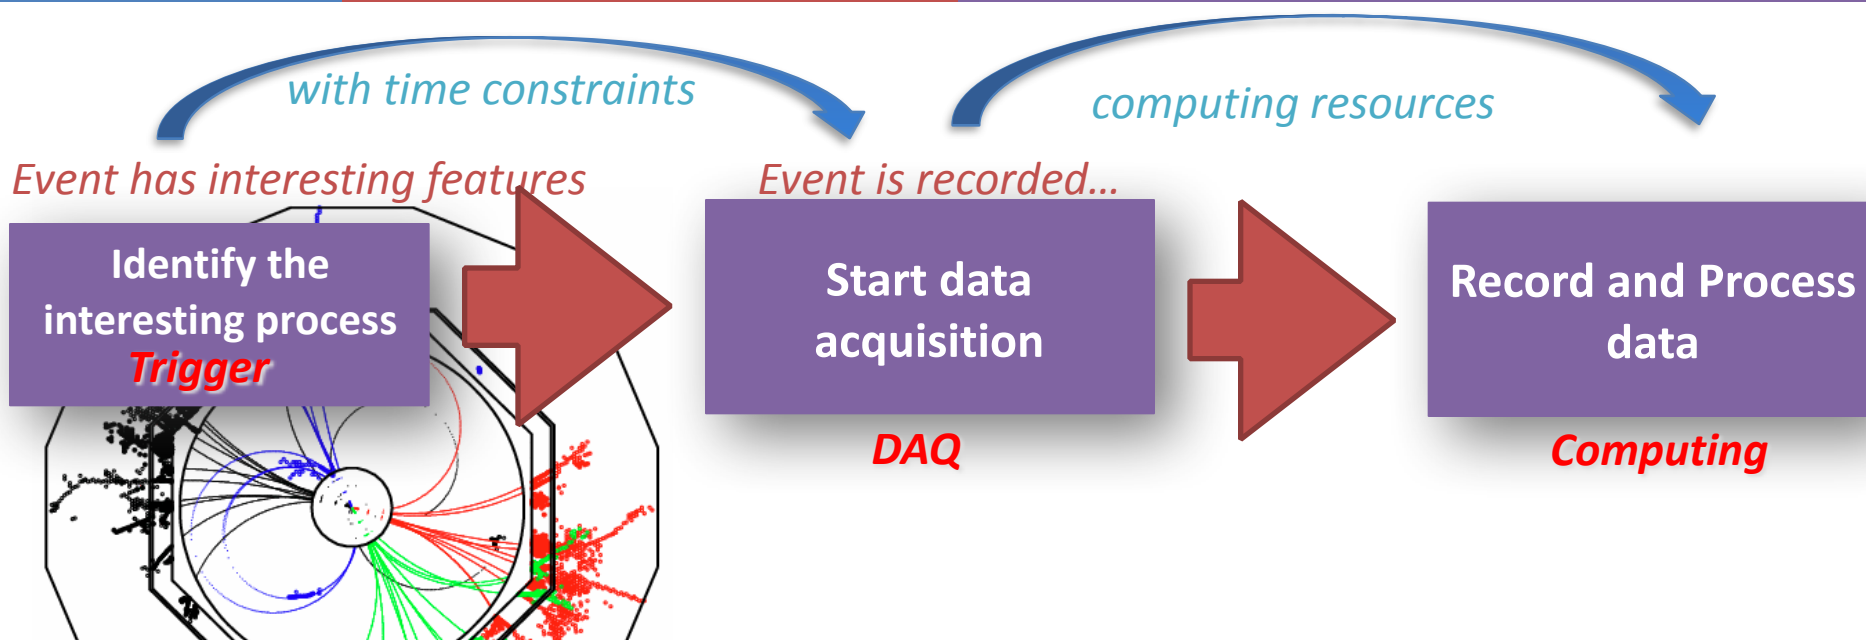 with time constraints
computing resources
Event has interesting features
Event is recorded...
Identify the
interesting process
Trigger
Start data
acquisition
DAQ
Record and Process
data
Computing